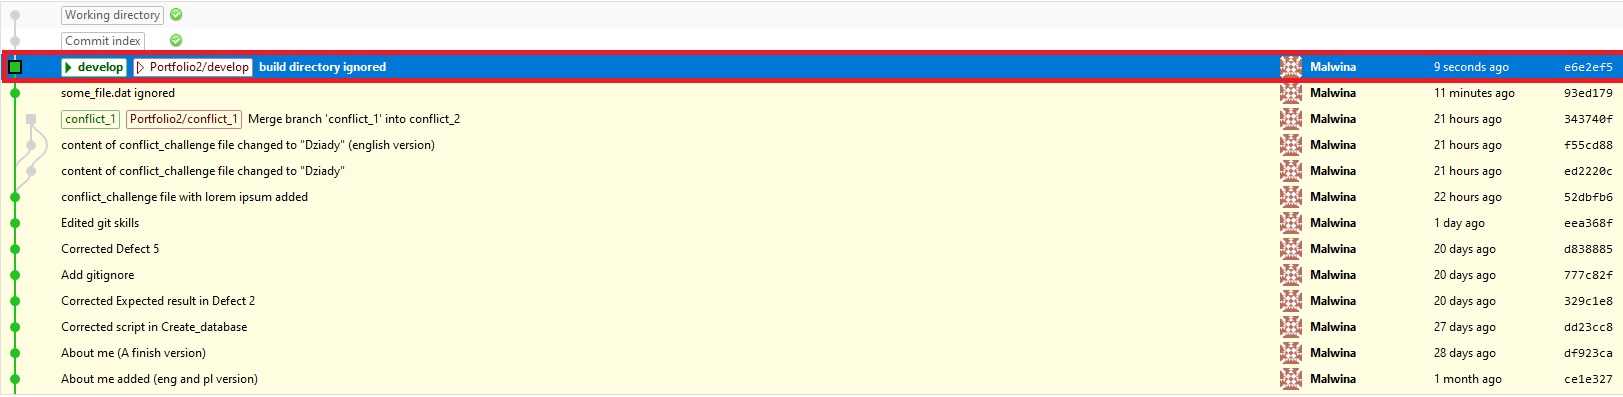 Working directory
Commit index
develop Portfolio2/develop build directory ignored Malwina 9 seconds ago e6e2ef5
some_file.dat ignored Malwina 11 minutes ago 93ed179
conflict_1 Portfolio2/conflict_1 Merge branch 'conflict_1' into conflict_2 Malwina 21 hours ago 343740f
content of conflict_challenge file changed to "Dziady" (english version) Malwina 21 hours ago f55cd88
content of conflict_challenge file changed to "Dziady" Malwina 21 hours ago ed2220c
conflict_challenge file with lorem ipsum added Malwina 22 hours ago 52dbfb6
Edited git skills Malwina 1 day ago eea368f
Corrected Defect 5 Malwina 20 days ago d838885
Add gitignore Malwina 20 days ago 777c82f
Corrected Expected result in Defect 2 Malwina 20 days ago 329c1e8
Corrected script in Create_database Malwina 27 days ago dd23cc8
About me (A finish version) Malwina 28 days ago df923ca
About me added (eng and pl version) Malwina 1 month ago ce1e327